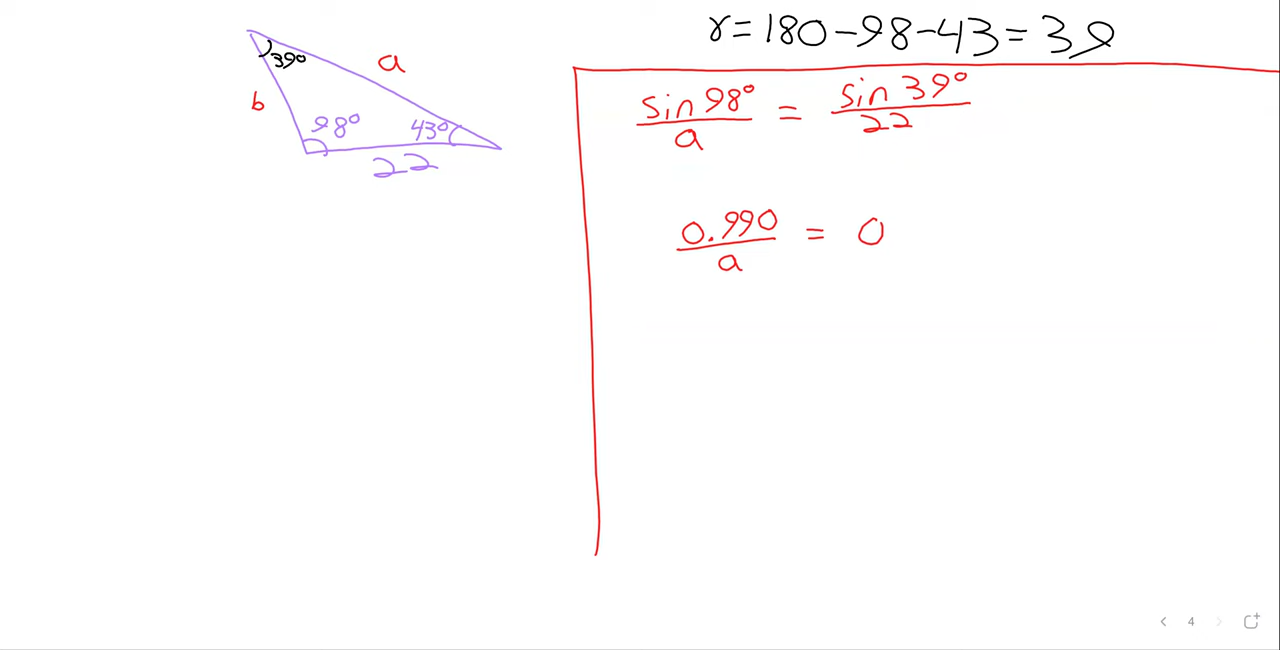 γ = 180 - 98 - 43 = 39
39°
a
b
98°
43°
22
sin 98° / a = sin 39° / 22
0.990 / a = 0
4